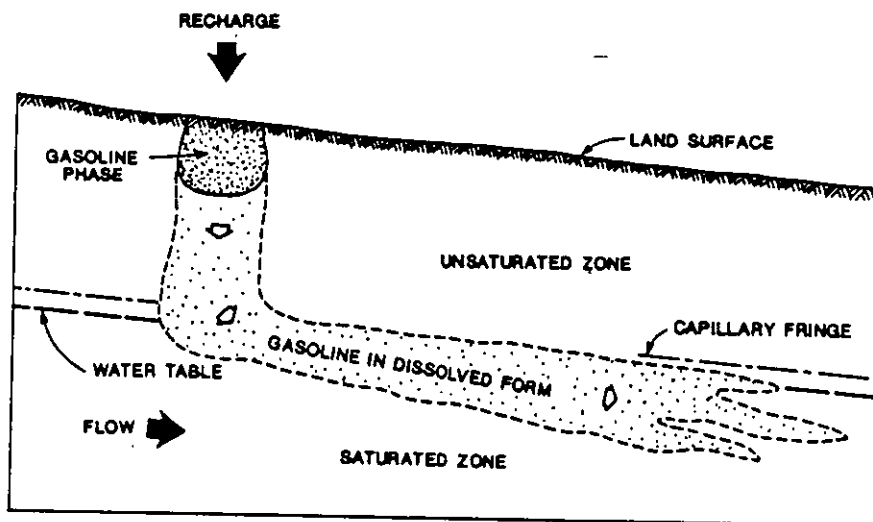 RECHARGE
LAND SURFACE
GASOLINE
PHASE
UNSATURATED ZONE
CAPILLARY FRINGE
GASOLINE IN DISSOLVED FORM
WATER TABLE
FLOW
SATURATED ZONE